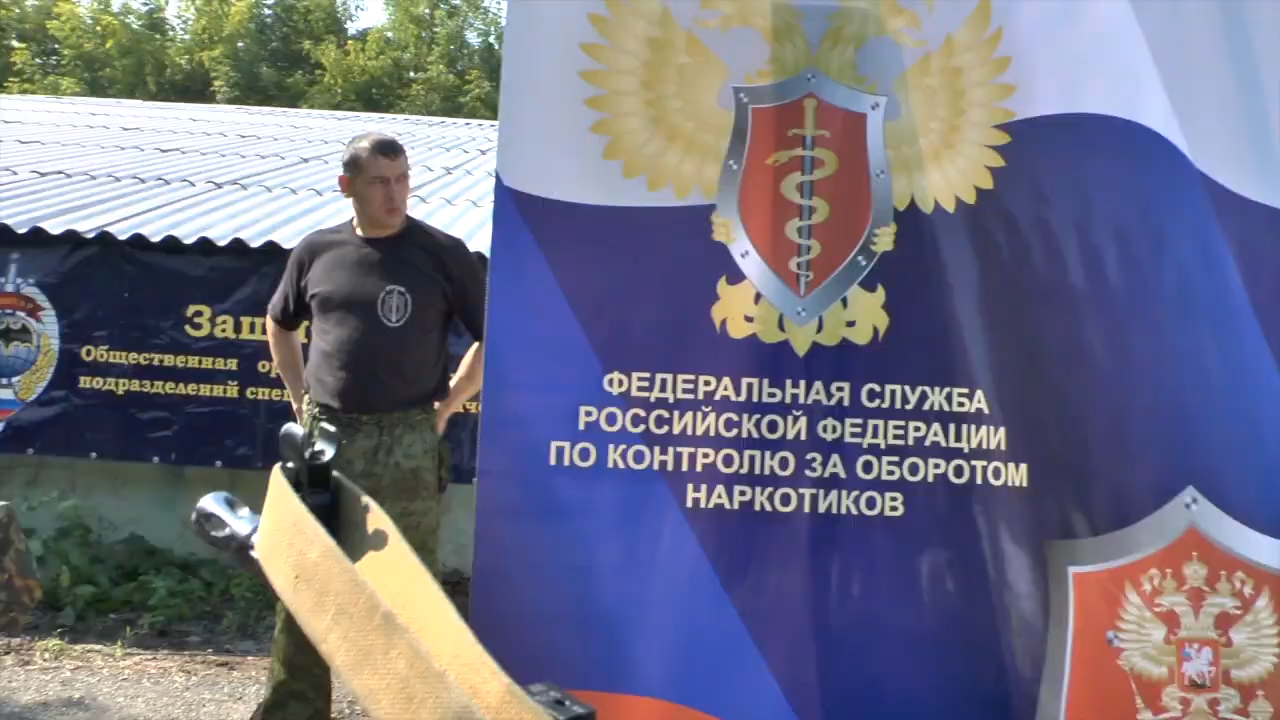 Общественная
подразделений
ФЕДЕРАЛЬНАЯ СЛУЖБА
РОССИЙСКОЙ ФЕДЕРАЦИИ
ПО КОНТРОЛЮ ЗА ОБОРОТОМ
НАРКОТИКОВ